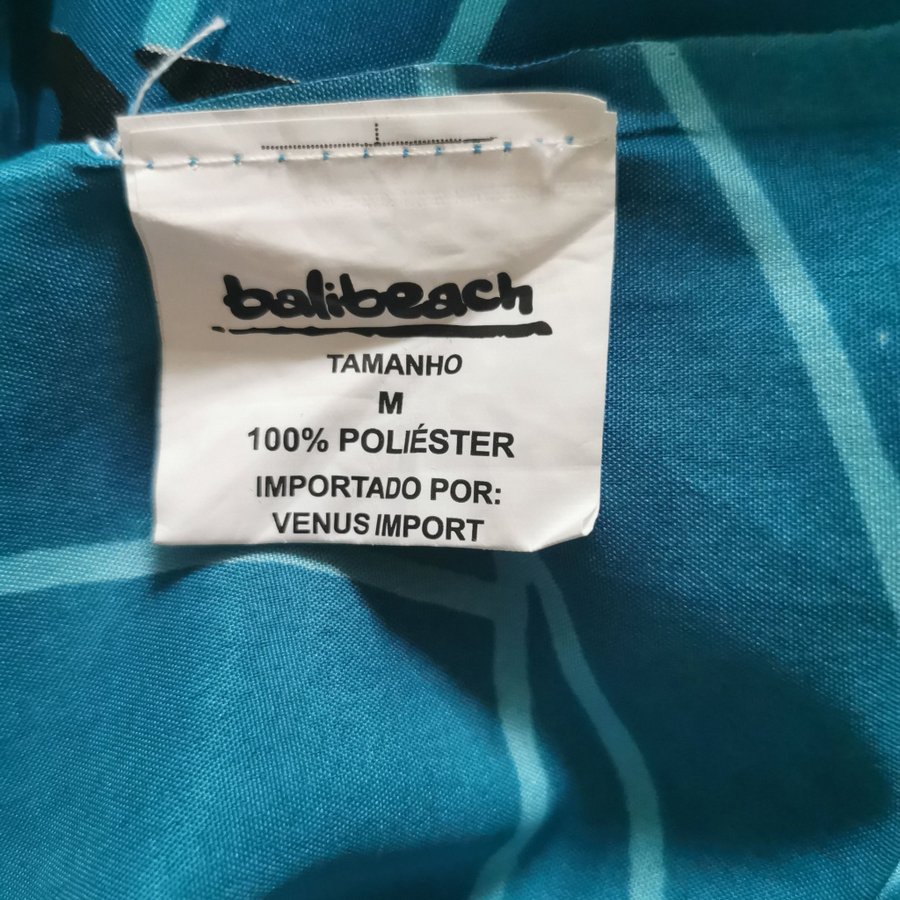 balibeach
TAMANHO
M
100% POLIÉSTER
IMPORTADO POR:
VENUS IMPORT